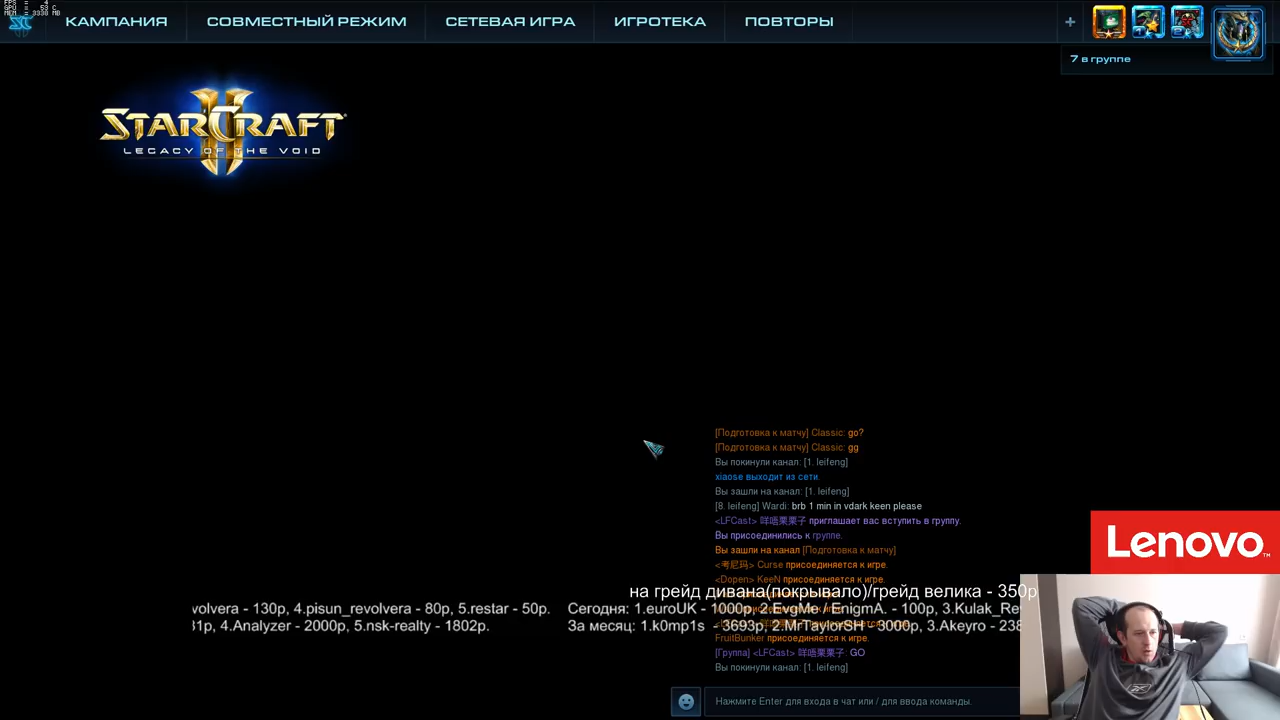 КАМПАНИЯ
СОВМЕСТНЫЙ РЕЖИМ
СЕТЕВАЯ ИГРА
ИГРОТЕКА
ПОВТОРЫ
+
7 в группе
STARCRAFT
II
LEGACY OF THE VOID
[Подготовка к матчу] Classic: go?
[Подготовка к матчу] Classic: gg
Вы покинули канал: [1. leifeng]
xiaose выходит из сети.
Вы зашли на канал: [1. leifeng]
[8. leifeng] Wardi: brb 1 min in vdark keen please
<LFCast> 咩唔栗栗子 приглашает вас вступить в группу.
Вы присоединились к группе.
Вы зашли на канал [Подготовка к матчу]
<考尼玛> Curse присоединяется к игре.
<Dopen> KeeN присоединяется к игре.
на грейд дивана(покрывало)/грейд велика - 350р
volvera - 130р, 4.pisun_revolvera - 80р, 5.restar - 50р. Сегодня: 1.euroUK - 1000р, 2.EngMe / EnigmA. - 100р, 3.Kulak_Re
31р, 4.Analyzer - 2000р, 5.nsk-realty - 1802р. За месяц: 1.k0mp1s - 3693р, 2.MrTaylorSH - 3000р, 3.Akeyro - 238
FruitBunker присоединяется к игре.
[Группа] <LFCast> 咩唔栗栗子: GO
Вы покинули канал: [1. leifeng]
Нажмите Enter для входа в чат или / для ввода команды.
Lenovo